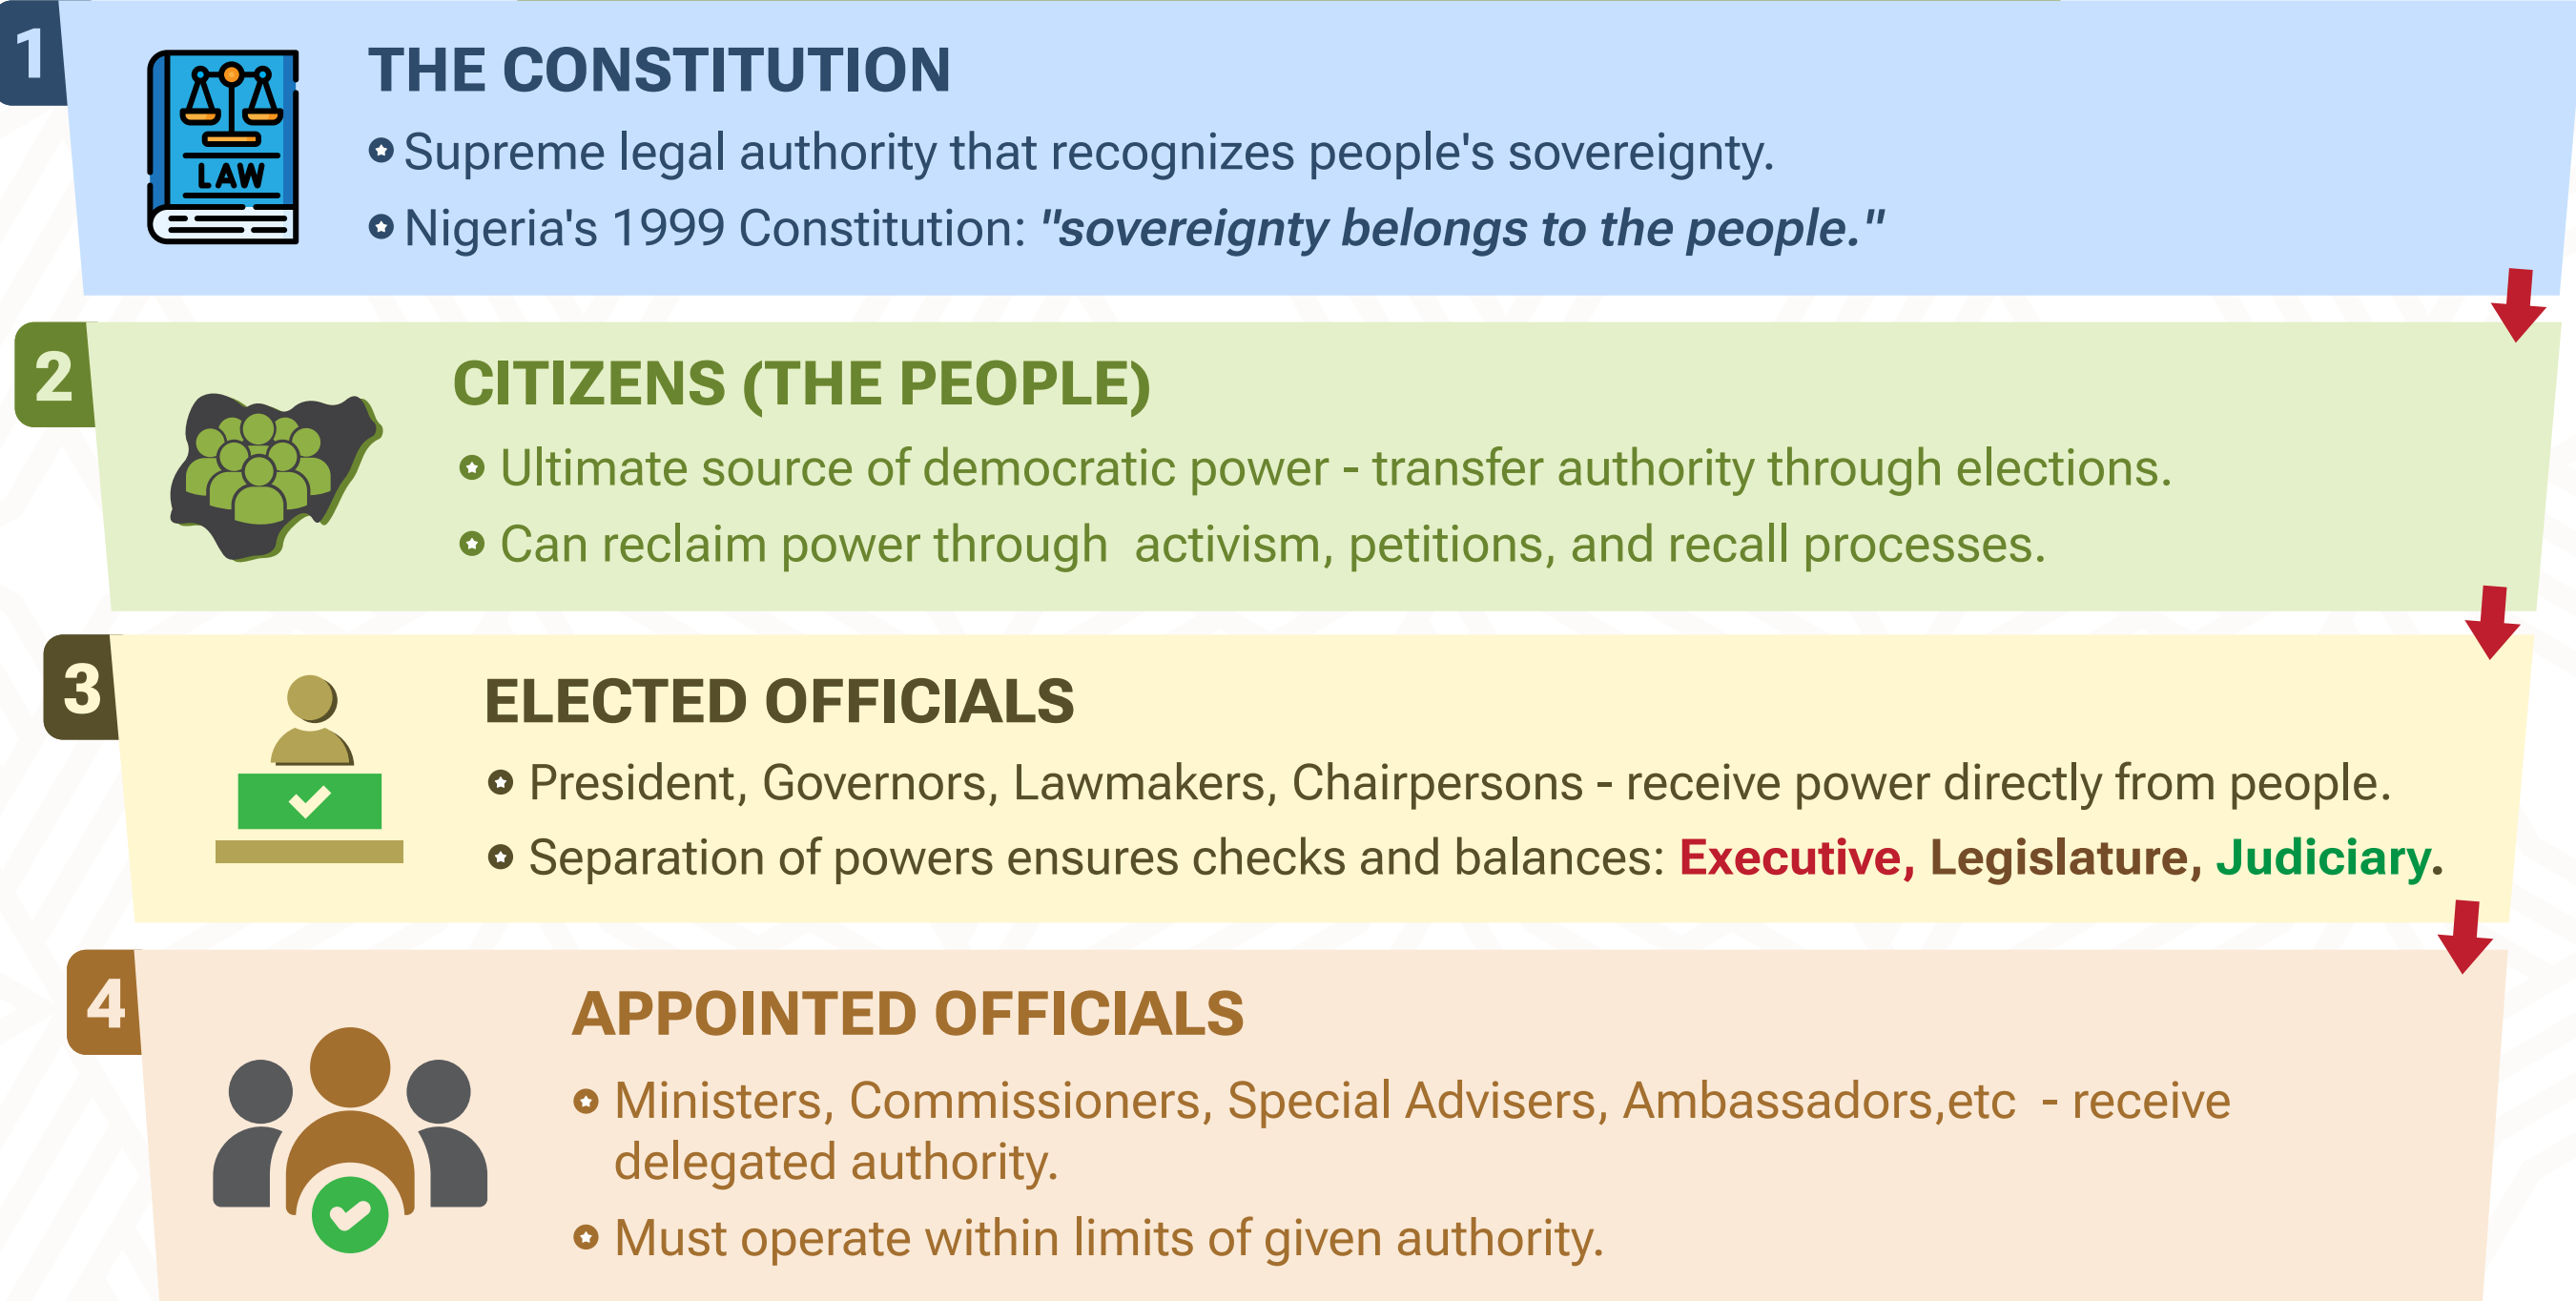 1
LAW
THE CONSTITUTION
Supreme legal authority that recognizes people's sovereignty.
Nigeria's 1999 Constitution: "sovereignty belongs to the people."
2
CITIZENS (THE PEOPLE)
Ultimate source of democratic power - transfer authority through elections.
Can reclaim power through activism, petitions, and recall processes.
3
ELECTED OFFICIALS
President, Governors, Lawmakers, Chairpersons - receive power directly from people.
Separation of powers ensures checks and balances: Executive, Legislature, Judiciary.
4
APPOINTED OFFICIALS
Ministers, Commissioners, Special Advisers, Ambassadors,etc - receive
delegated authority.
Must operate within limits of given authority.